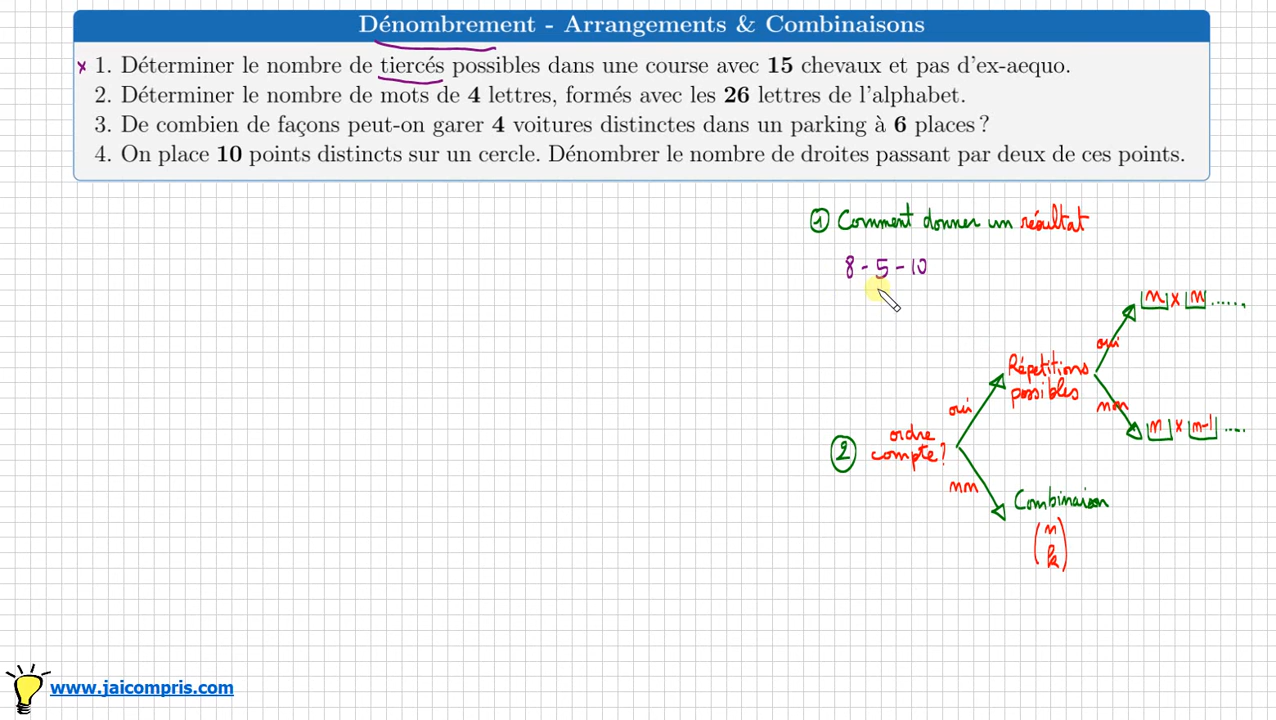 Dénombrement - Arrangements & Combinaisons
× 1. Déterminer le nombre de tiercés possibles dans une course avec 15 chevaux et pas d'ex-aequo.
2. Déterminer le nombre de mots de 4 lettres, formés avec les 26 lettres de l'alphabet.
3. De combien de façons peut-on garer 4 voitures distinctes dans un parking à 6 places ?
4. On place 10 points distincts sur un cercle. Dénombrer le nombre de droites passant par deux de ces points.
① Comment donner un résultat
8 - 5 - 10
n × n ......
oui
Répétitions
possibles
oui
non
n × n-1 ....
② ordre
compte ?
non
Combinaison
(n
k)
www.jaicompris.com